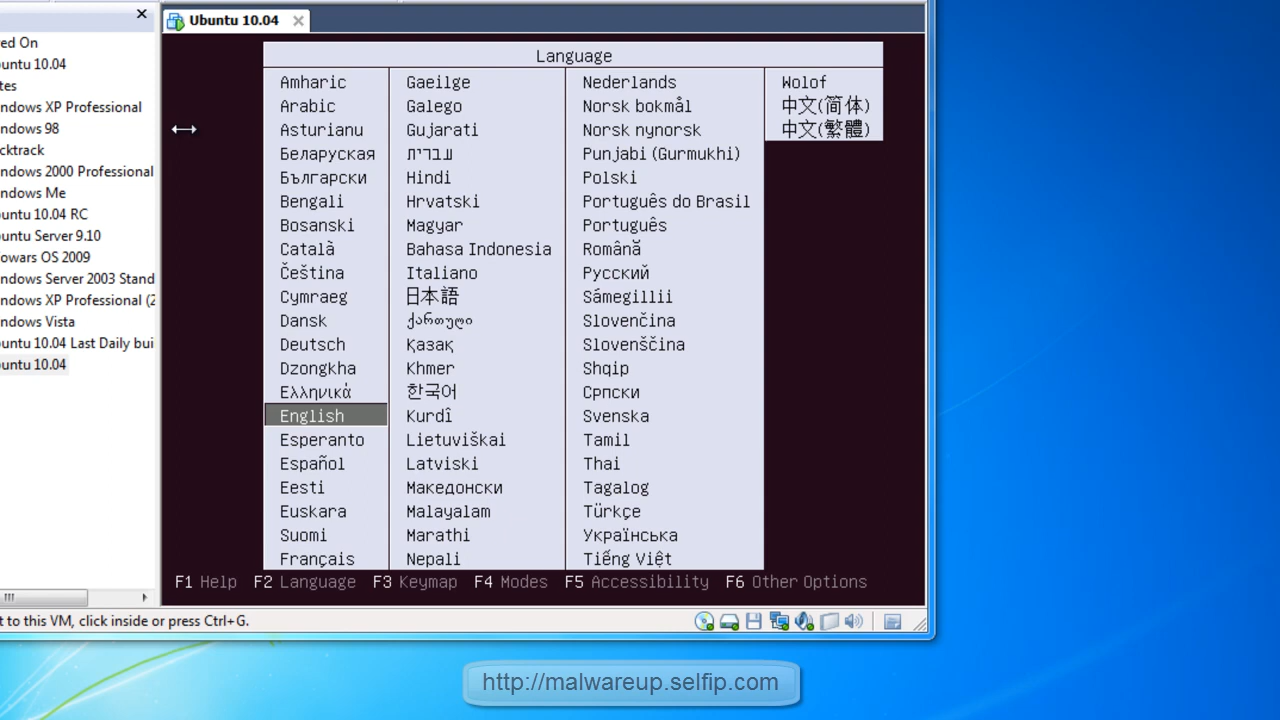 Ubuntu 10.04
ed On
untu 10.04
tes
ndows XP Professional
ndows 98
cktrack
ndows 2000 Professional
ndows Me
untu 10.04 RC
untu Server 9.10
owars OS 2009
ndows Server 2003 Stand
ndows XP Professional (2
ndows Vista
untu 10.04 Last Daily bui
untu 10.04
Language
Amharic
Arabic
Asturianu
Беларуская
Български
Bengali
Bosanski
Català
Čeština
Cymraeg
Dansk
Deutsch
Dzongkha
Ελληνικά
English
Esperanto
Español
Eesti
Euskara
Suomi
Français
Gaeilge
Galego
Gujarati
עברית
Hindi
Hrvatski
Magyar
Bahasa Indonesia
Italiano
日本語
ქართული
Қазақ
Khmer
한국어
Kurdî
Lietuviškai
Latviski
Македонски
Malayalam
Marathi
Nepali
Nederlands
Norsk bokmål
Norsk nynorsk
Punjabi (Gurmukhi)
Polski
Português do Brasil
Português
Română
Русский
Sámegillii
Slovenčina
Slovenščina
Shqip
Српски
Svenska
Tamil
Thai
Tagalog
Türkçe
Українська
Tiếng Việt
Wolof
中文(简体)
中文(繁體)
F1 Help F2 Language F3 Keymap F4 Modes F5 Accessibility F6 Other Options
t to this VM, click inside or press Ctrl+G.
http://malwareup.selfip.com